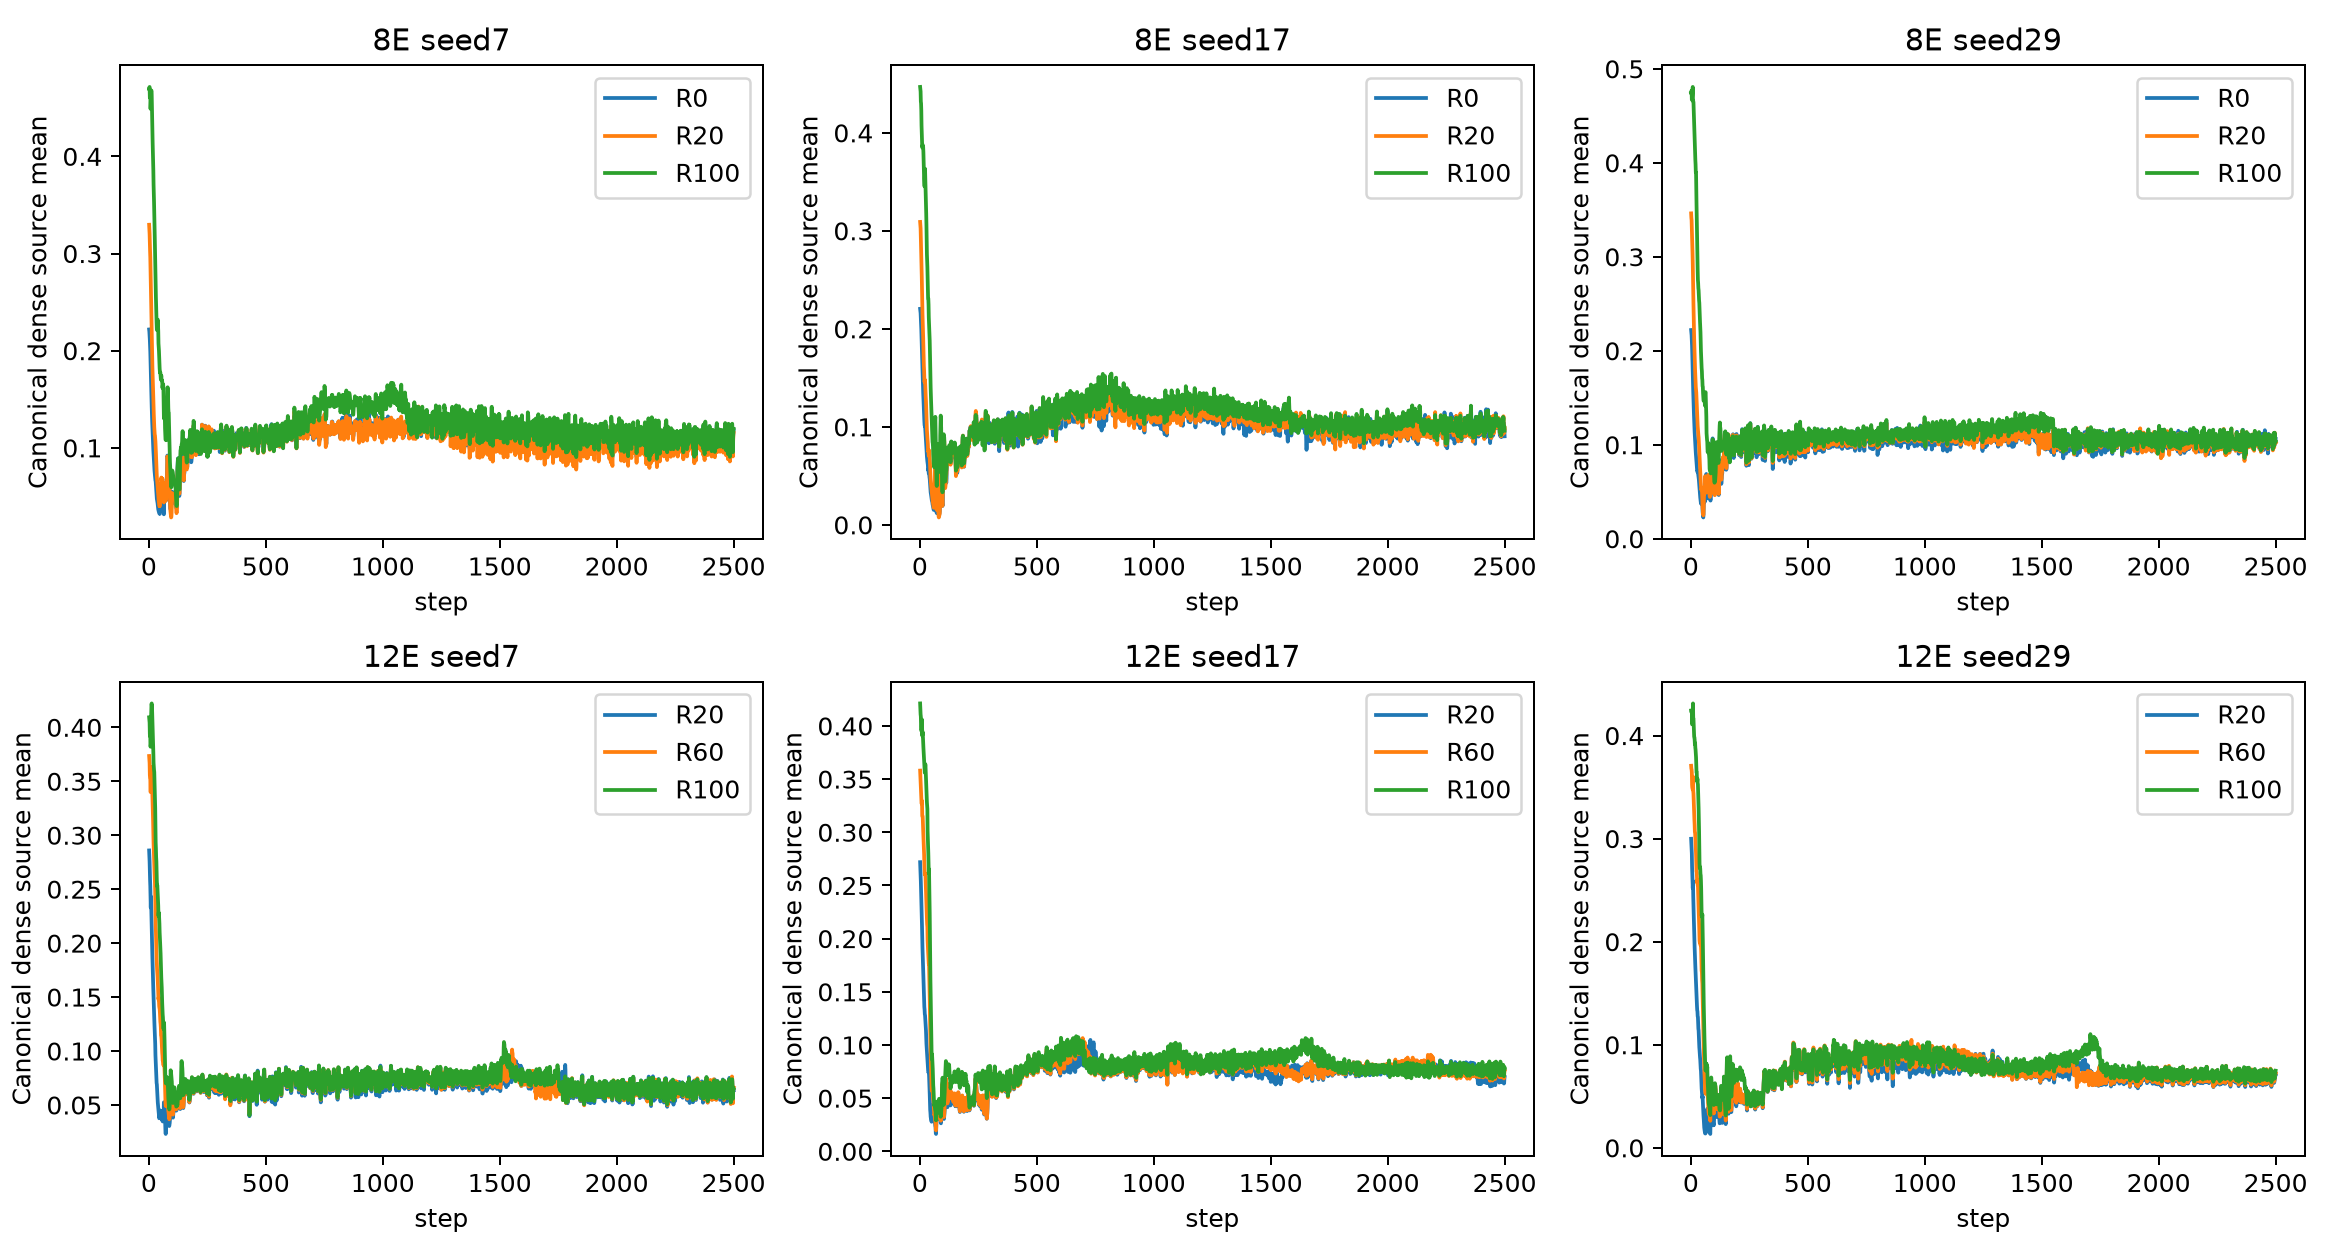 8E seed7
Canonical dense source mean
0.4
0.3
0.2
0.1
R0
R20
R100
0
500
1000
1500
2000
2500
step
8E seed17
Canonical dense source mean
0.4
0.3
0.2
0.1
0.0
R0
R20
R100
0
500
1000
1500
2000
2500
step
8E seed29
Canonical dense source mean
0.5
0.4
0.3
0.2
0.1
0.0
R0
R20
R100
0
500
1000
1500
2000
2500
step
12E seed7
Canonical dense source mean
0.40
0.35
0.30
0.25
0.20
0.15
0.10
0.05
R20
R60
R100
0
500
1000
1500
2000
2500
step
12E seed17
Canonical dense source mean
0.40
0.35
0.30
0.25
0.20
0.15
0.10
0.05
0.00
R20
R60
R100
0
500
1000
1500
2000
2500
step
12E seed29
Canonical dense source mean
0.4
0.3
0.2
0.1
0.0
R20
R60
R100
0
500
1000
1500
2000
2500
step